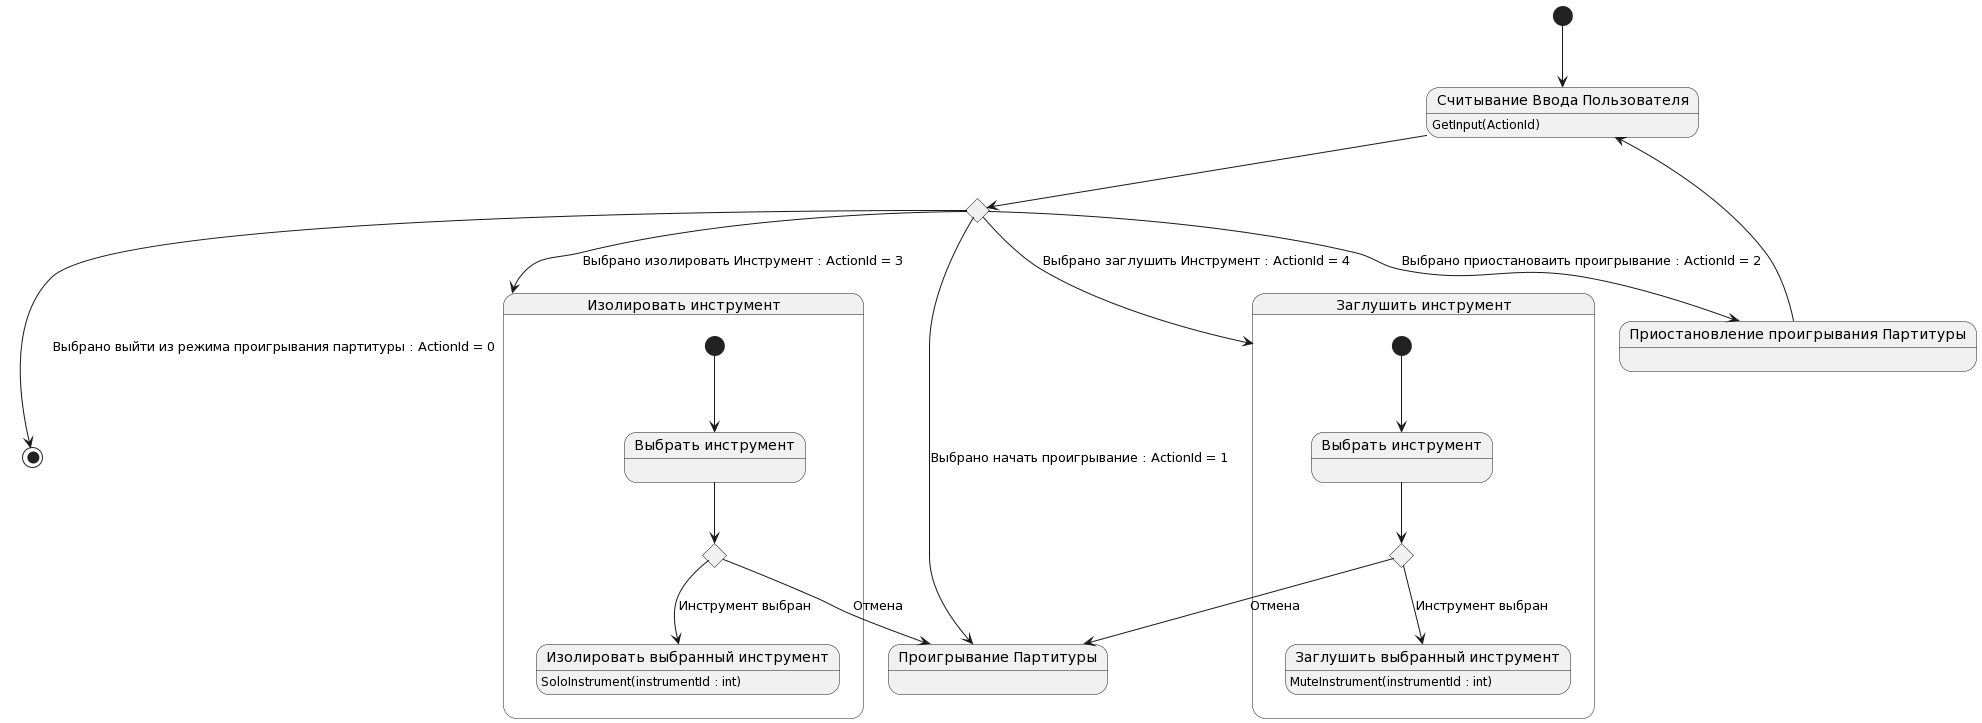 Считывание Ввода Пользователя
GetInput(ActionId)
Выбрано изолировать Инструмент : ActionId = 3
Выбрано заглушить Инструмент : ActionId = 4
Выбрано приостановаить проигрывание : ActionId = 2
Изолировать инструмент
Заглушить инструмент
Приостановление проигрывания Партитуры
Выбрано выйти из режима проигрывания партитуры : ActionId = 0
Выбрать инструмент
Выбрать инструмент
Выбрано начать проигрывание : ActionId = 1
Инструмент выбран
Отмена
Отмена
Инструмент выбран
Изолировать выбранный инструмент
SoloInstrument(instrumentId : int)
Проигрывание Партитуры
Заглушить выбранный инструмент
MuteInstrument(instrumentId : int)